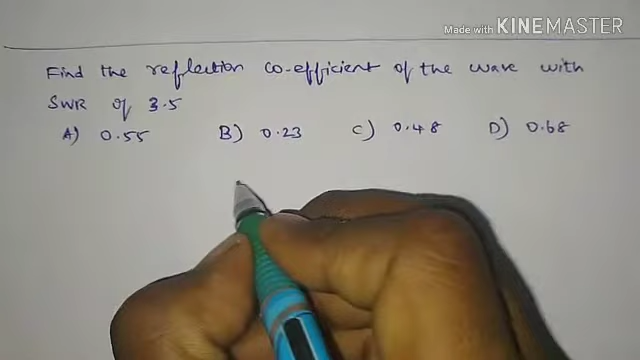 Made with KINEMASTER
Find the reflection co-efficient of the wave with
SWR of 3.5
A) 0.55 B) 0.23 C) 0.48 D) 0.68